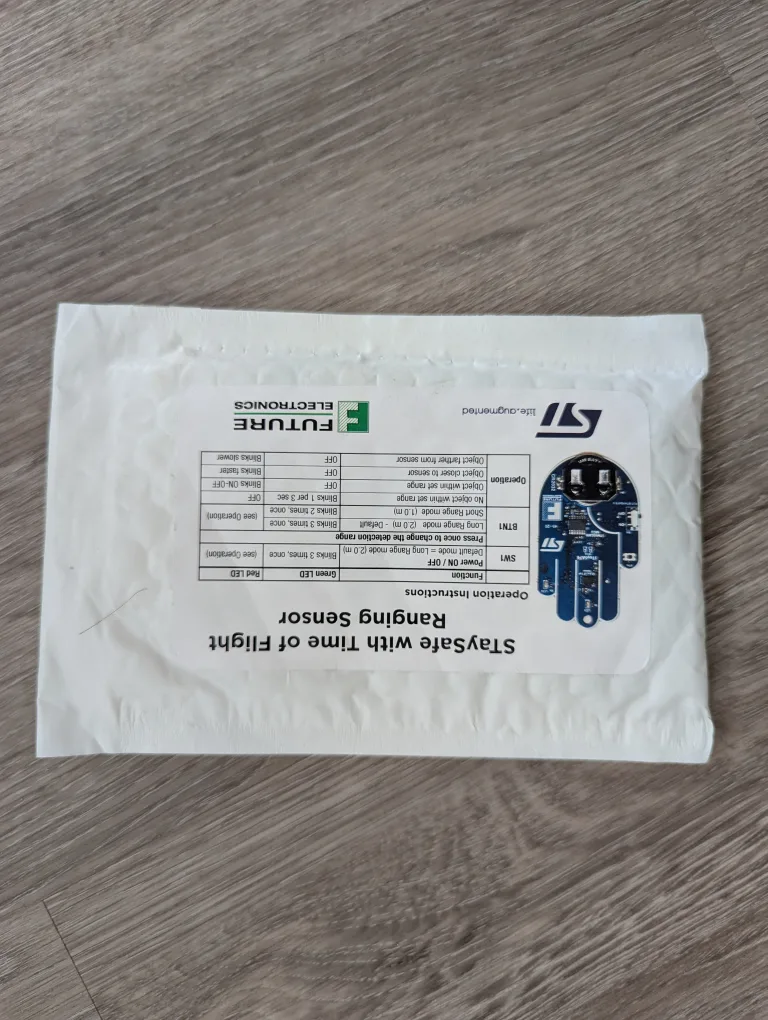 STaySafe with Time of Flight
Ranging Sensor
Operation Instructions
Function Green LED Red LED
SW1 Power ON / OFF
Default mode = Long Range mode (2.0 m) Blinks 3 times, once (see Operation)
BTN1 Press once to change the detection range
Long Range mode (2.0 m) - Default Blinks 3 times, once (see Operation)
Short Range mode (1.0 m) Blinks 2 times, once
Operation No object within set range Blinks 1 per 3 sec OFF
Object within set range OFF Blinks ON-OFF
Object closer to sensor OFF Blinks faster
Object farther from sensor OFF Blinks slower
ST
life.augmented
FUTURE
ELECTRONICS